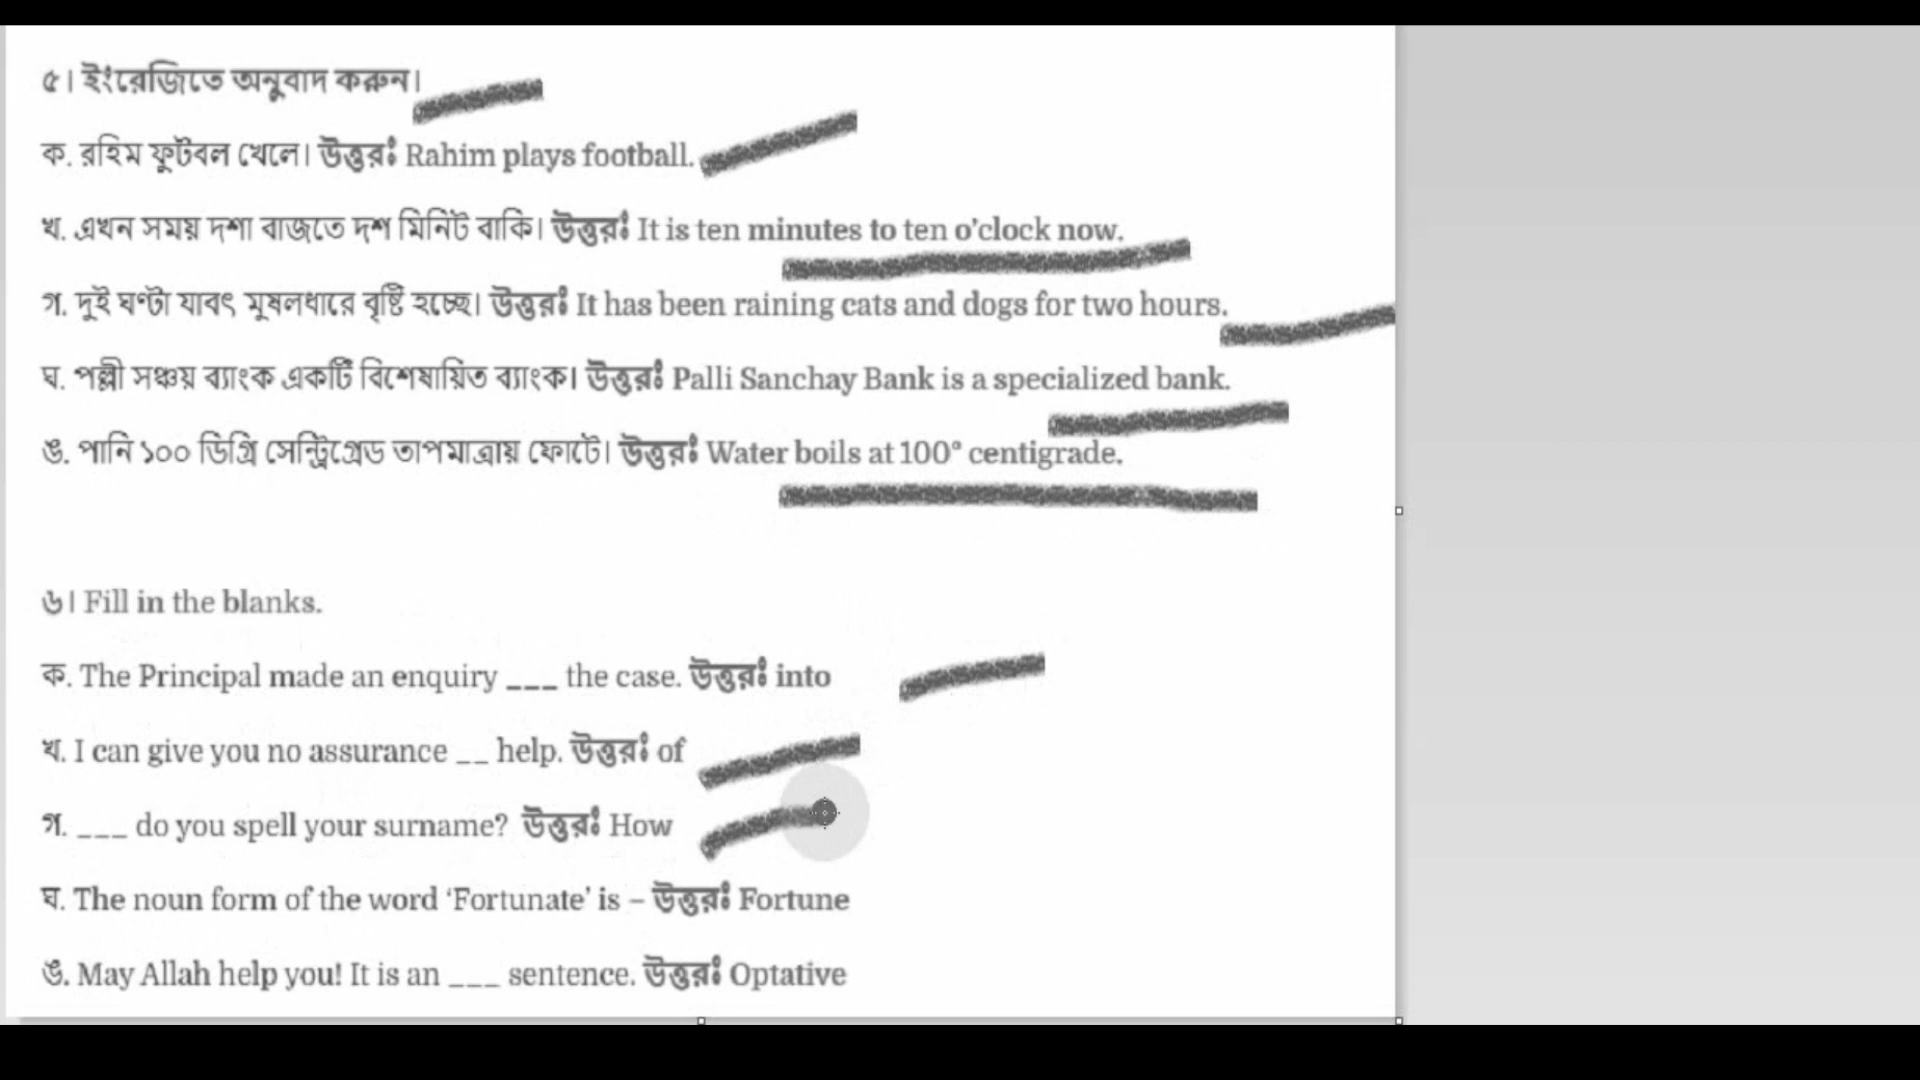 ৫। ইংরেজিতে অনুবাদ করুন।
ক. রহিম ফুটবল খেলে। উত্তরঃ Rahim plays football.
খ. এখন সময় দশা বাজতে দশ মিনিট বাকি। উত্তরঃ It is ten minutes to ten o’clock now.
গ. দুই ঘণ্টা যাবৎ মুষলধারে বৃষ্টি হচ্ছে। উত্তরঃ It has been raining cats and dogs for two hours.
ঘ. পল্লী সঞ্চয় ব্যাংক একটি বিশেষায়িত ব্যাংক। উত্তরঃ Palli Sanchay Bank is a specialized bank.
ঙ. পানি ১০০ ডিগ্রি সেন্ট্রিগ্রেড তাপমাত্রায় ফোটে। উত্তরঃ Water boils at 100° centigrade.
৬। Fill in the blanks.
ক. The Principal made an enquiry ___ the case. উত্তরঃ into
খ. I can give you no assurance __ help. উত্তরঃ of
গ. ___ do you spell your surname? উত্তরঃ How
ঘ. The noun form of the word ‘Fortunate’ is – উত্তরঃ Fortune
ঙ. May Allah help you! It is an ___ sentence. উত্তরঃ Optative